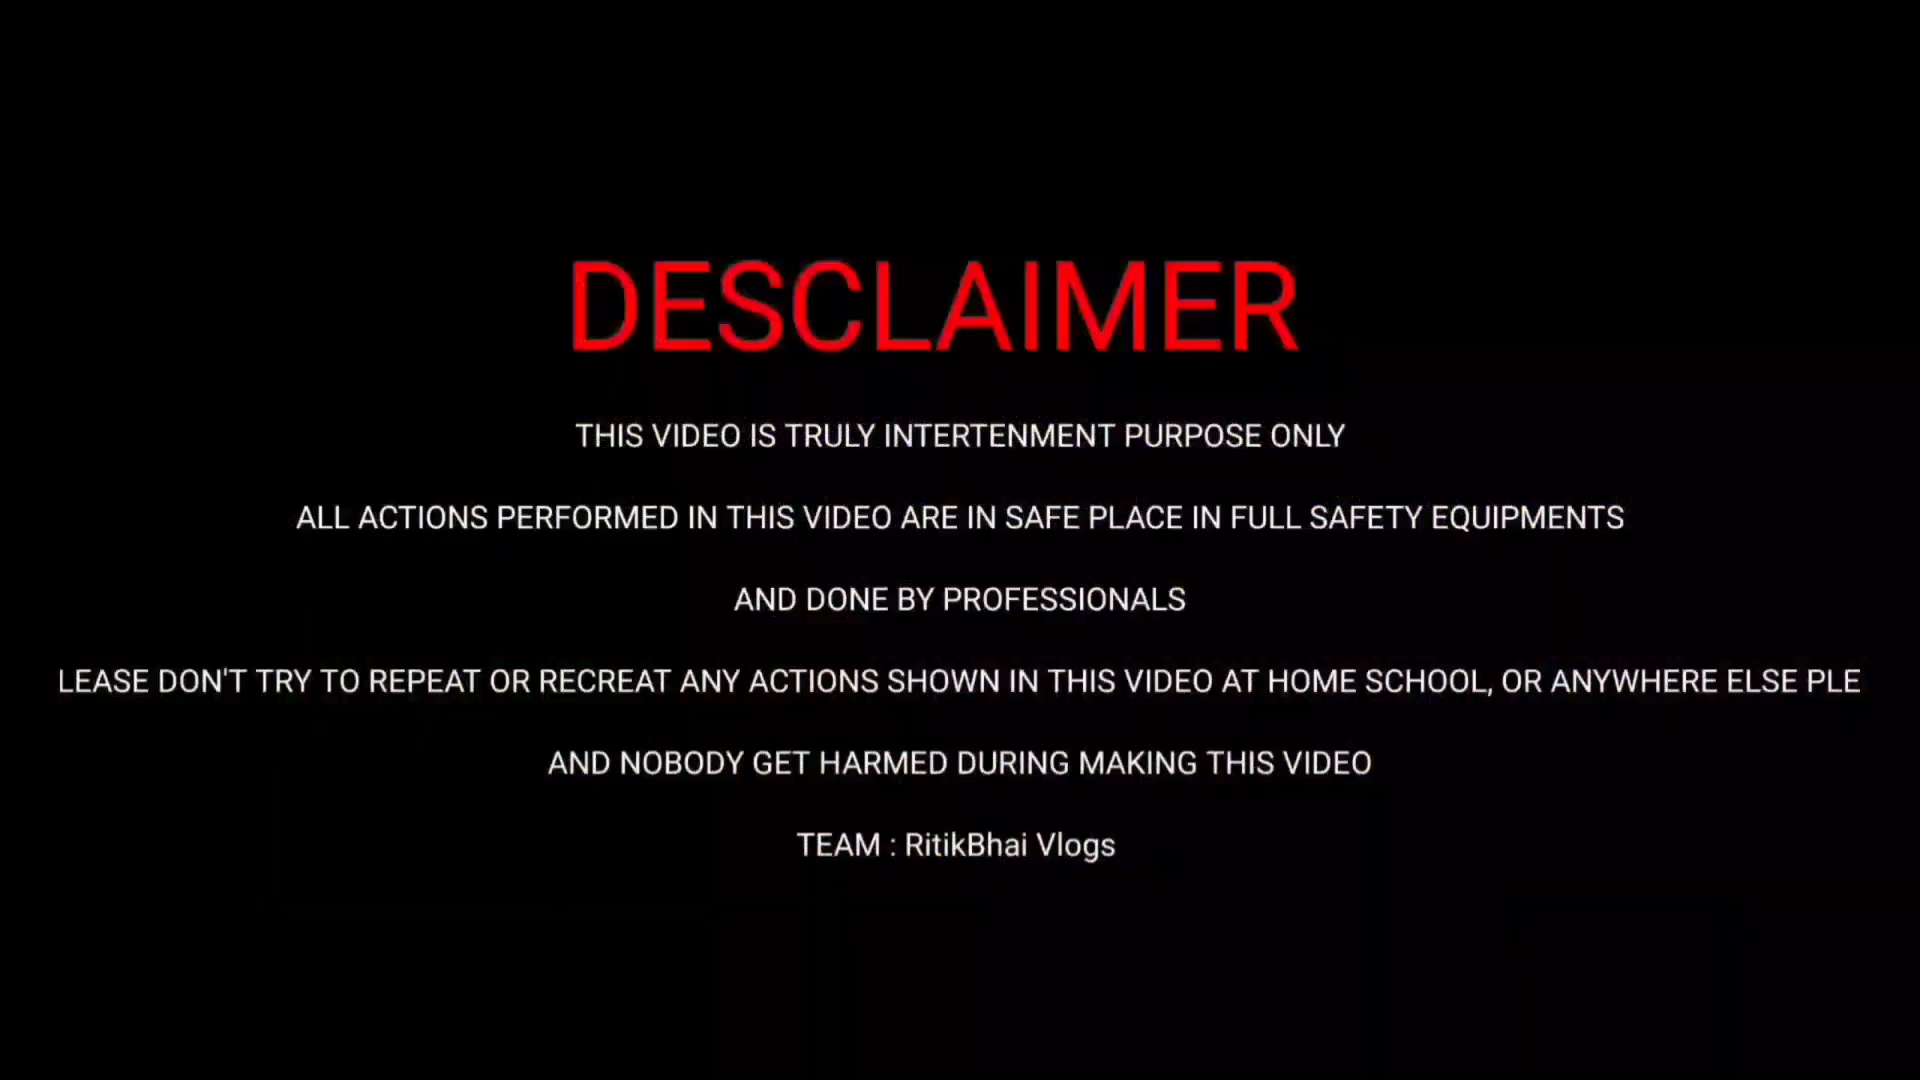 DESCLAIMER
THIS VIDEO IS TRULY INTERTENMENT PURPOSE ONLY
ALL ACTIONS PERFORMED IN THIS VIDEO ARE IN SAFE PLACE IN FULL SAFETY EQUIPMENTS
AND DONE BY PROFESSIONALS
LEASE DON'T TRY TO REPEAT OR RECREAT ANY ACTIONS SHOWN IN THIS VIDEO AT HOME SCHOOL, OR ANYWHERE ELSE PLE
AND NOBODY GET HARMED DURING MAKING THIS VIDEO
TEAM : RitikBhai Vlogs